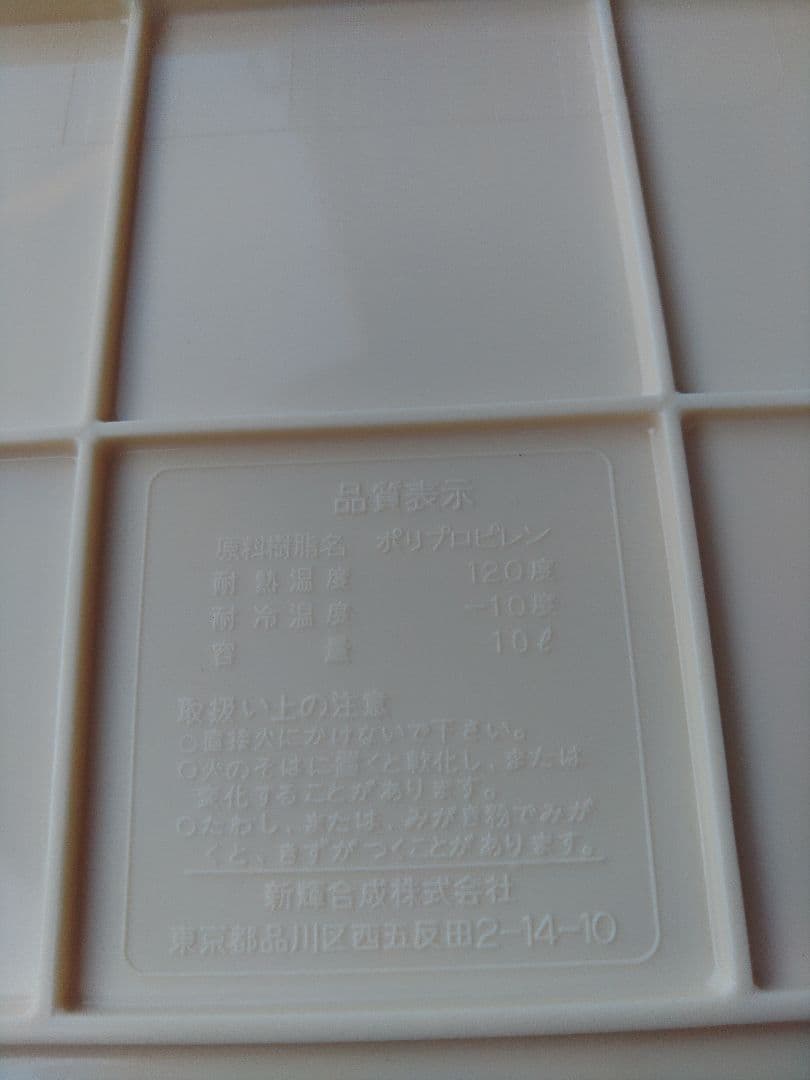 品質表示
原料樹脂名 ポリプロピレン
耐熱温度 120度
耐冷温度 -10度
容量 10ℓ
取扱い上の注意
○直接火にかけないで下さい。
○火のそばに置くと軟化し、または
変化することがあります。
○たわし、または、みがき粉でみが
くと、きずがつくことがあります。
新輝合成株式会社
東京都品川区西五反田2-14-10